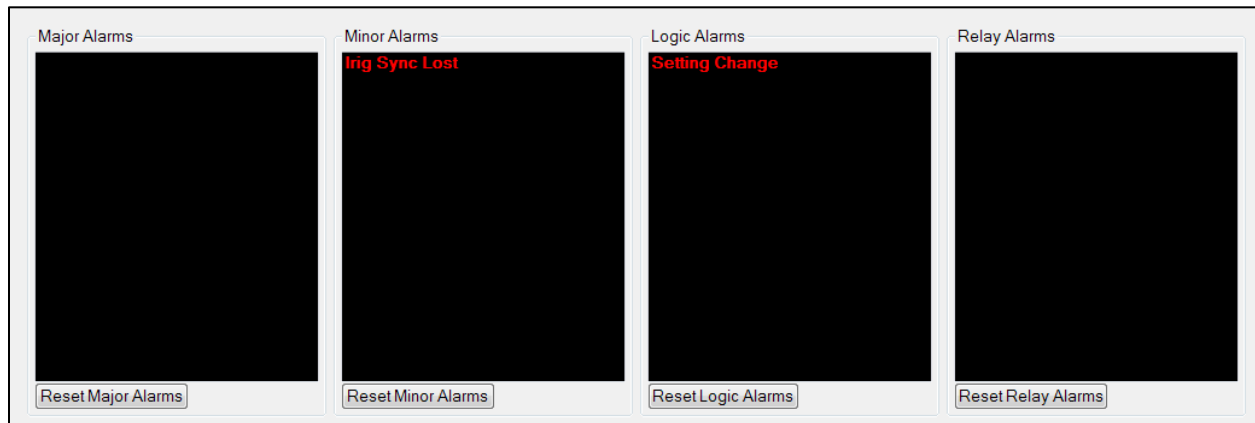 Major Alarms
Minor Alarms
Logic Alarms
Relay Alarms
Irig Sync Lost
Setting Change
Reset Major Alarms
Reset Minor Alarms
Reset Logic Alarms
Reset Relay Alarms